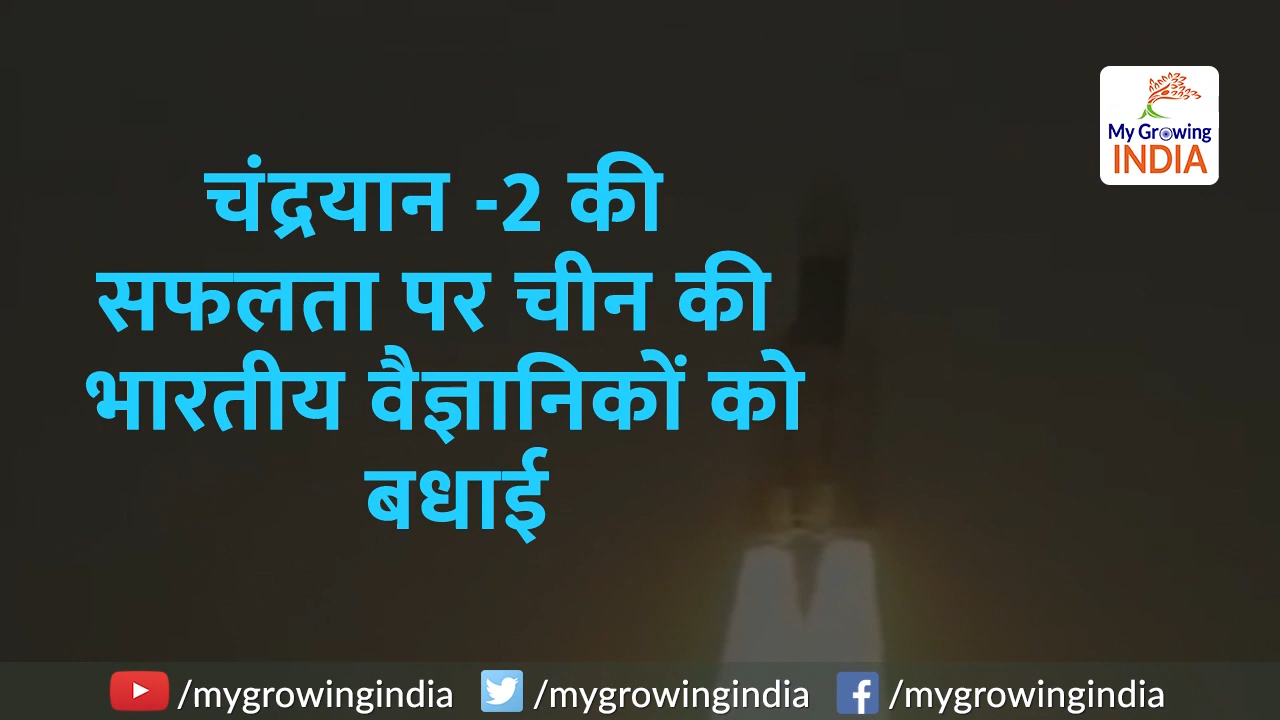 My Growing
INDIA
चंद्रयान -2 की
सफलता पर चीन की
भारतीय वैज्ञानिकों को
बधाई
/mygrowingindia /mygrowingindia /mygrowingindia